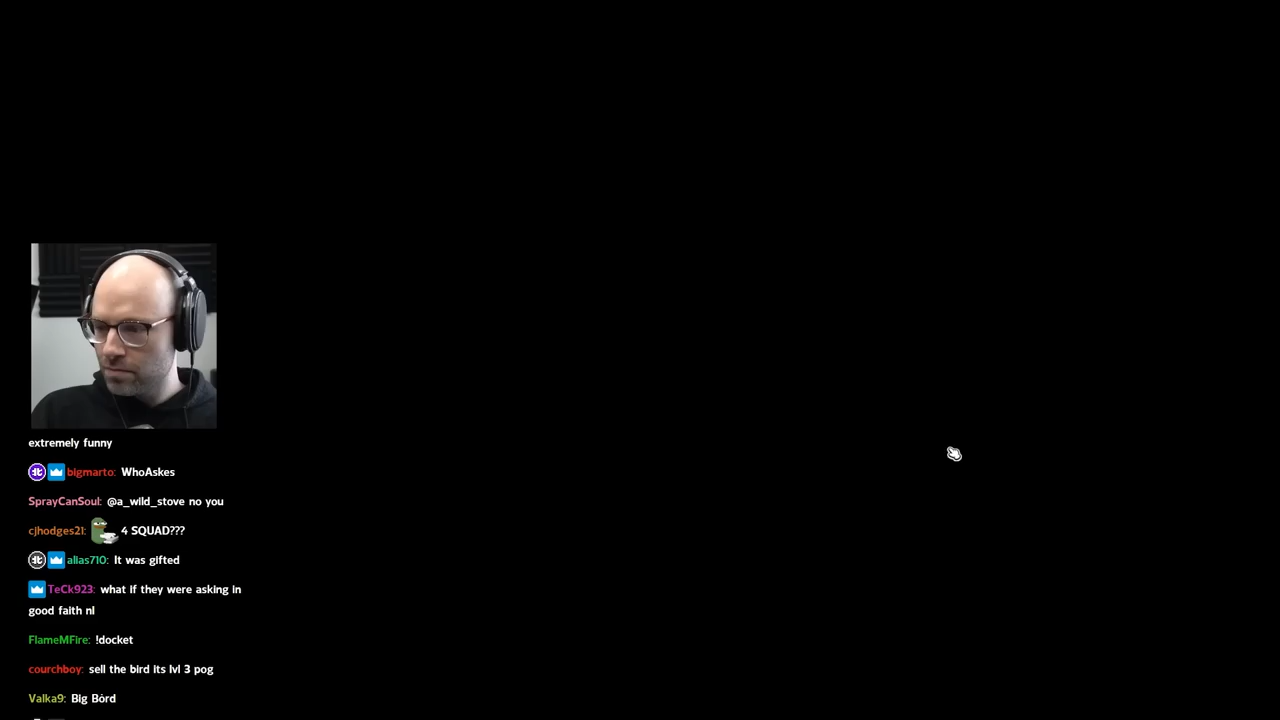 extremely funny
bigmarto: WhoAskes
SprayCanSoul: @a_wild_stove no you
cjhodges21: 4 SQUAD???
alias710: It was gifted
TeCk923: what if they were asking in
good faith nl
FlameMFire: !docket
courchboy: sell the bird its lvl 3 pog
Valka9: Big Börd